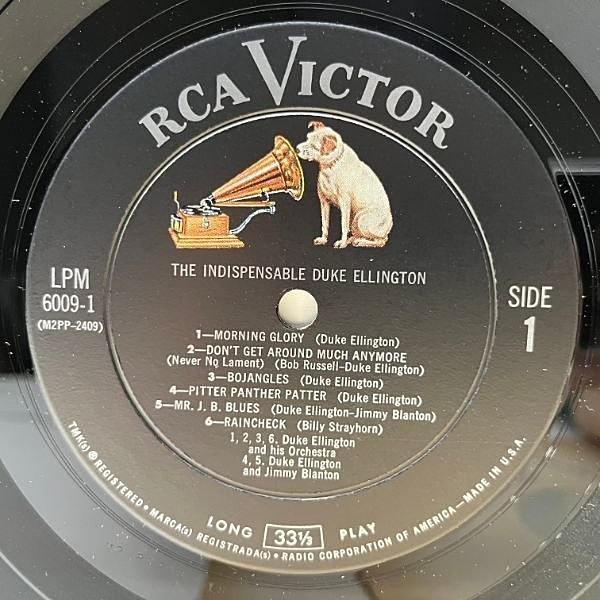 RCA VICTOR
THE INDISPENSABLE DUKE ELLINGTON
LPM
6009-1
(M2PP-2409)
SIDE
1
1—MORNING GLORY (Duke Ellington)
2—DON'T GET AROUND MUCH ANYMORE
(Never No Lament) (Bob Russell-Duke Ellington)
3—BOJANGLES (Duke Ellington)
4—PITTER PANTHER PATTER (Duke Ellington)
5—MR. J. B. BLUES (Duke Ellington-Jimmy Blanton)
6—RAINCHECK (Billy Strayhorn)
1, 2, 3, 6. Duke Ellington
and his Orchestra
4, 5. Duke Ellington
and Jimmy Blanton
LONG 33⅓ PLAY
TMK(s) ® REGISTERED • MARCA(s) REGISTRADA(s) • RADIO CORPORATION OF AMERICA—MADE IN U.S.A.